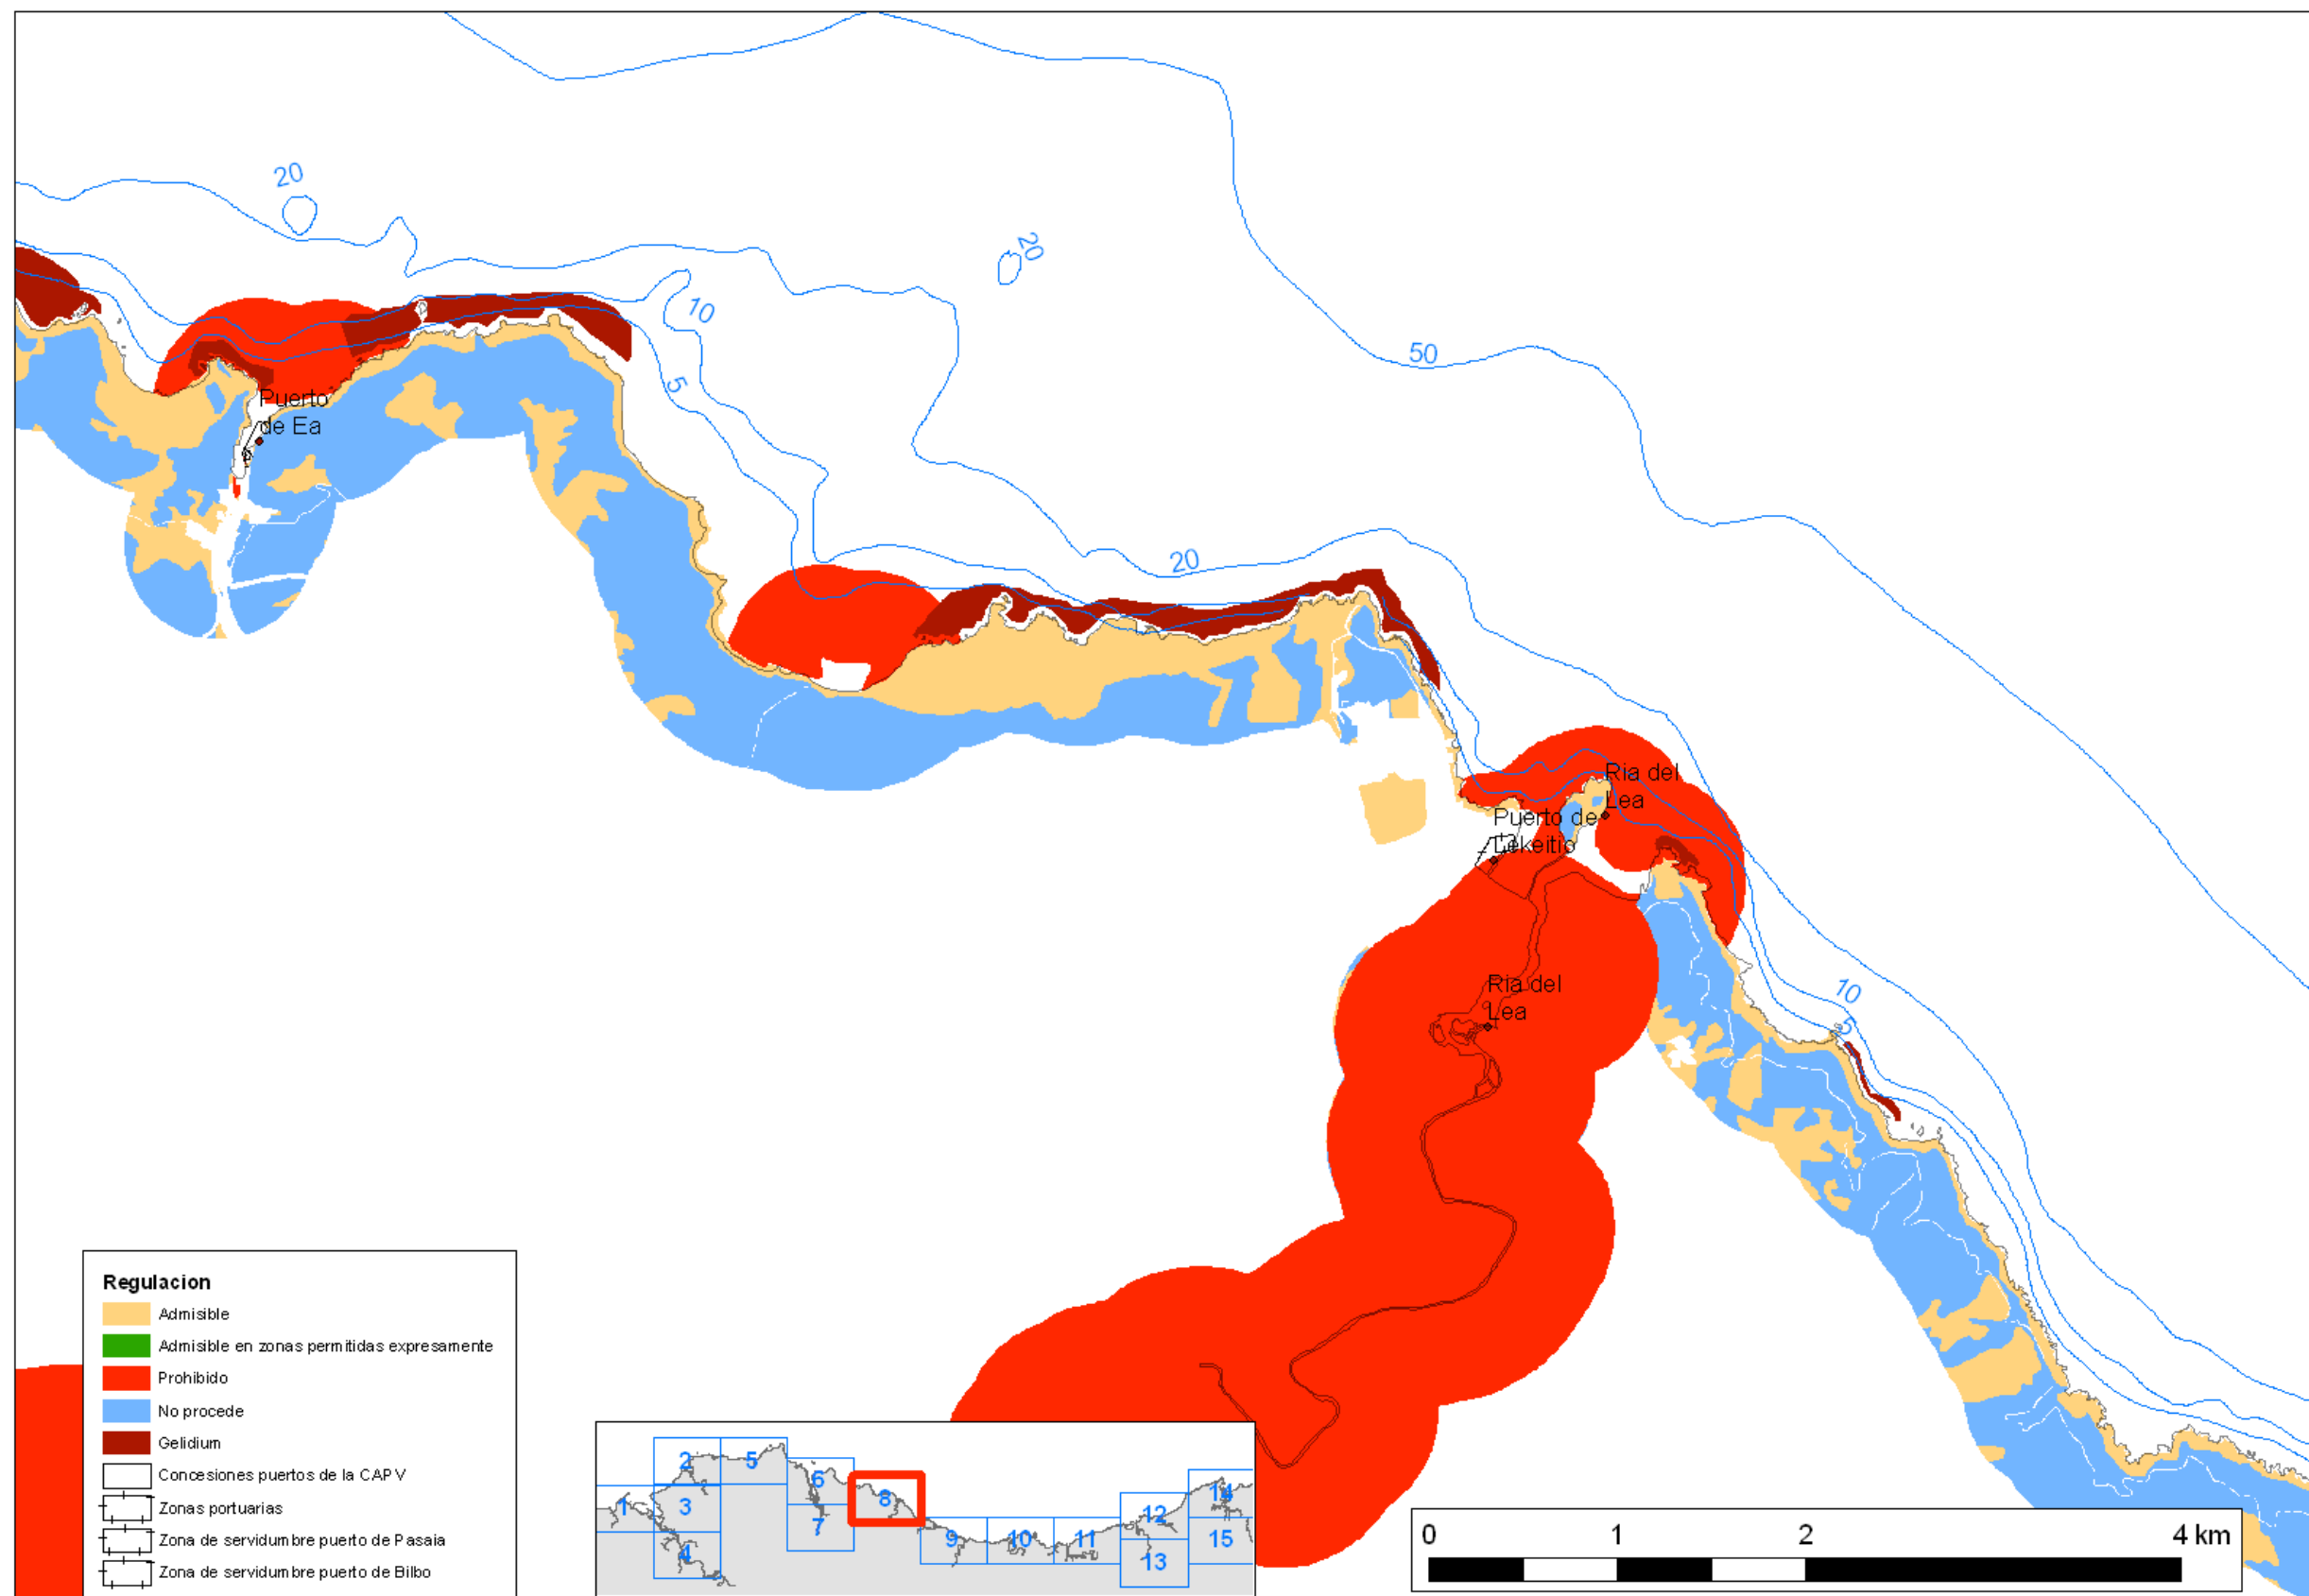 20
20
10
50
5
Puerto
de Ea
20
Ria del
Lea
Puerto de
Lekeitio
Ria del
Lea
10
5
Regulacion
Admisible
Admisible en zonas permitidas expresamente
Prohibido
No procede
Gelidium
Concesiones puertos de la CAPV
Zonas portuarias
Zona de servidumbre puerto de Pasaia
Zona de servidumbre puerto de Bilbo
1
2
3
4
5
6
7
8
9
10
11
12
13
14
15
0 1 2 4 km